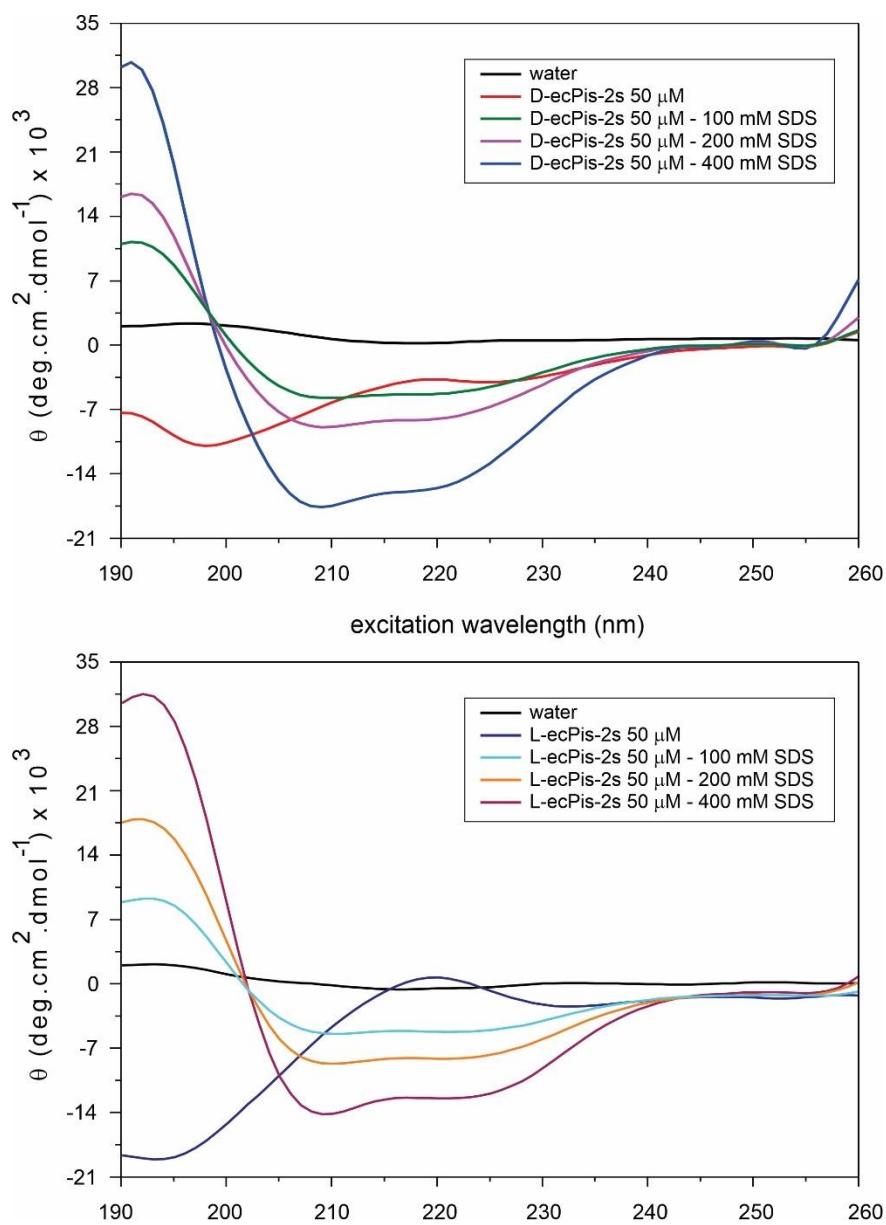 35
28
21
14
7
0
-7
-14
-21
θ (deg.cm².dmol⁻¹) x 10³
water
D-ecPis-2s 50 μM
D-ecPis-2s 50 μM - 100 mM SDS
D-ecPis-2s 50 μM - 200 mM SDS
D-ecPis-2s 50 μM - 400 mM SDS
190 200 210 220 230 240 250 260
excitation wavelength (nm)
35
28
21
14
7
0
-7
-14
-21
θ (deg.cm².dmol⁻¹) x 10³
water
L-ecPis-2s 50 μM
L-ecPis-2s 50 μM - 100 mM SDS
L-ecPis-2s 50 μM - 200 mM SDS
L-ecPis-2s 50 μM - 400 mM SDS
190 200 210 220 230 240 250 260